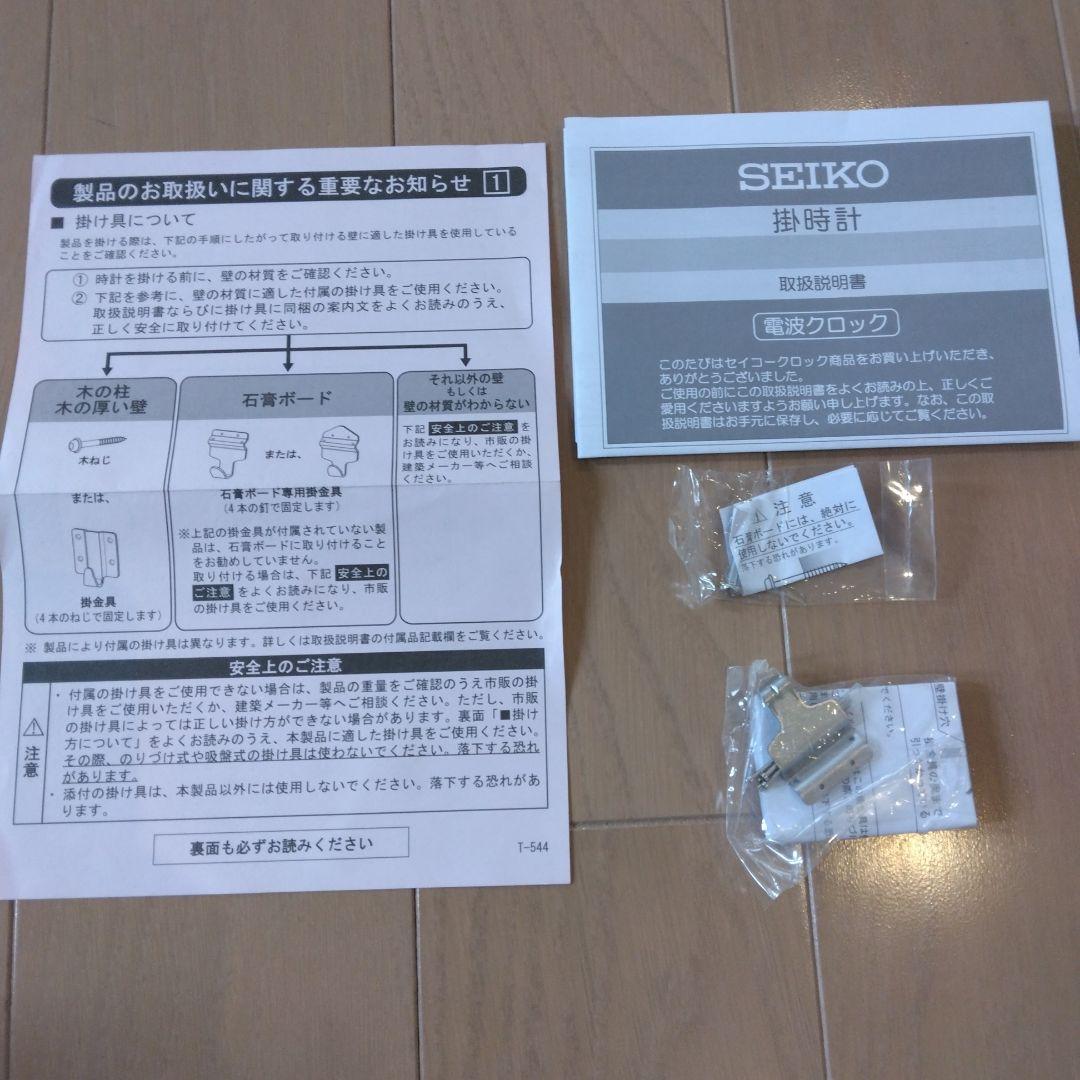 製品のお取扱いに関する重要なお知らせ 1
■ 掛け具について
製品を掛ける際は、下記の手順にしたがって取り付ける壁に適した掛け具を使用している
ことをご確認ください。
① 時計を掛ける前に、壁の材質をご確認ください。
② 下記を参考に、壁の材質に適した付属の掛け具をご使用ください。
取扱説明書ならびに掛け具に同梱の案内文をよくお読みのうえ、
正しく安全に取り付けてください。
木の柱
木の厚い壁
木ねじ
または、
掛金具
(4本のねじで固定します)
石膏ボード
または、
石膏ボード専用掛金具
(4本の釘で固定します)
※上記の掛金具が付属されていない製
品は、石膏ボードに取り付けること
をお勧めしていません。
取り付ける場合は、下記 安全上の
ご注意 をよくお読みになり、市販
の掛け具をご使用ください。
それ以外の壁
もしくは
壁の材質がわからない
下記 安全上のご注意 を
お読みになり、市販の掛
け具をご使用いただくか、
建築メーカー等へご相談
ください。
※ 製品により付属の掛け具は異なります。詳しくは取扱説明書の付属品記載欄をご覧ください。
安全上のご注意
⚠
注意
・付属の掛け具をご使用できない場合は、製品の重量をご確認のうえ市販の掛
け具をご使用いただくか、建築メーカー等へご相談ください。ただし、市販
の掛け具によっては正しい掛け方ができない場合があります。裏面「■掛け
方について」をよくお読みのうえ、本製品に適した掛け具をご使用ください。
その際、のりづけ式や吸盤式の掛け具は使わないでください。落下する恐れ
があります。
・添付の掛け具は、本製品以外には使用しないでください。落下する恐れがあ
ります。
裏面も必ずお読みください
T-544
SEIKO
掛時計
取扱説明書
電波クロック
このたびはセイコークロック商品をお買い上げいただき、
ありがとうございました。
ご使用の前にこの取扱説明書をよくお読みの上、正しくご
愛用くださいますようお願い申し上げます。なお、この取
扱説明書はお手元に保存し、必要に応じてご覧ください。
⚠ 注意
石膏ボードには、絶対に
使用しないでください。
落下する恐れがあります。
壁掛け穴
てください。